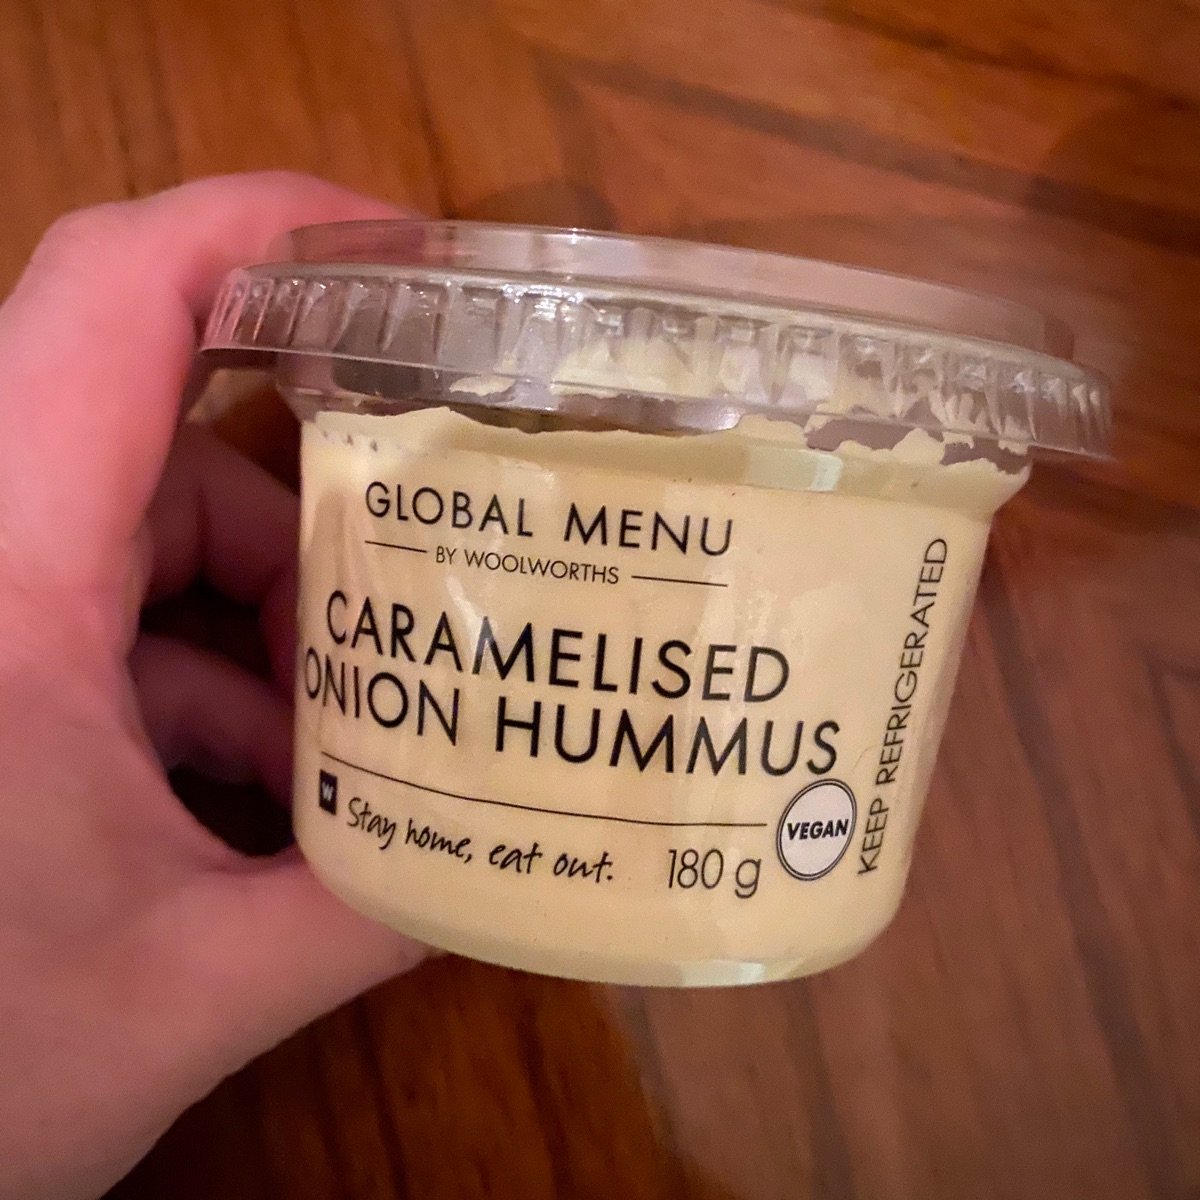 GLOBAL MENU
BY WOOLWORTHS
CARAMELISED
ONION HUMMUS
W
Stay home, eat out.
180 g
VEGAN
KEEP REFRIGERATED